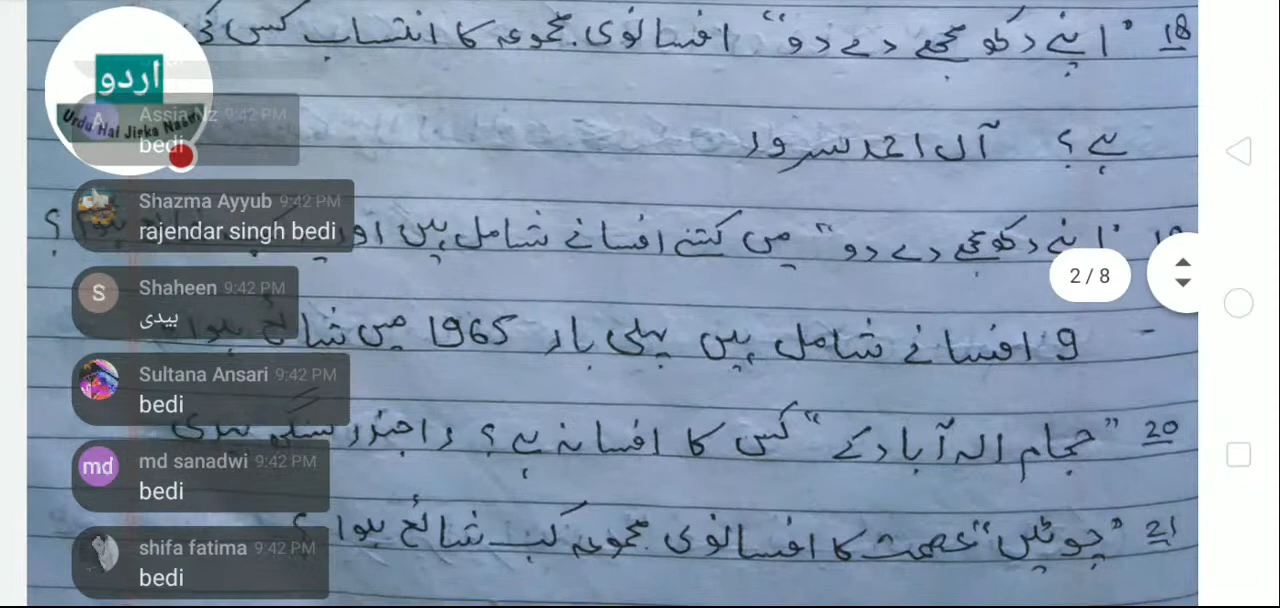 18 "اپنے دکھ مجھے دے دو" افسانوی مجموعہ کا انتساب کس کی
ہے؟ آل احمد سرور
"اپنے دکھ مجھے دے دو" میں کتنے افسانے شامل ہیں اور ہوا؟
9 افسانے شامل ہیں پہلی بار 1965 میں شائع ہوا -
20 "حجام الہ آباد کے" کس کا افسانہ ہے؟ راجندر سنگھ بیدی
21 "چوٹیں" عصمت کا افسانوی مجموعہ کب شائع ہوا؟
اردو
Urdu Hai Jiska Naam
Assia Nz 9:42 PM
bedi
Shazma Ayyub 9:42 PM
rajendar singh bedi
S
Shaheen 9:42 PM
بیدی
Sultana Ansari 9:42 PM
bedi
md
md sanadwi 9:42 PM
bedi
shifa fatima 9:42 PM
bedi
2 / 8